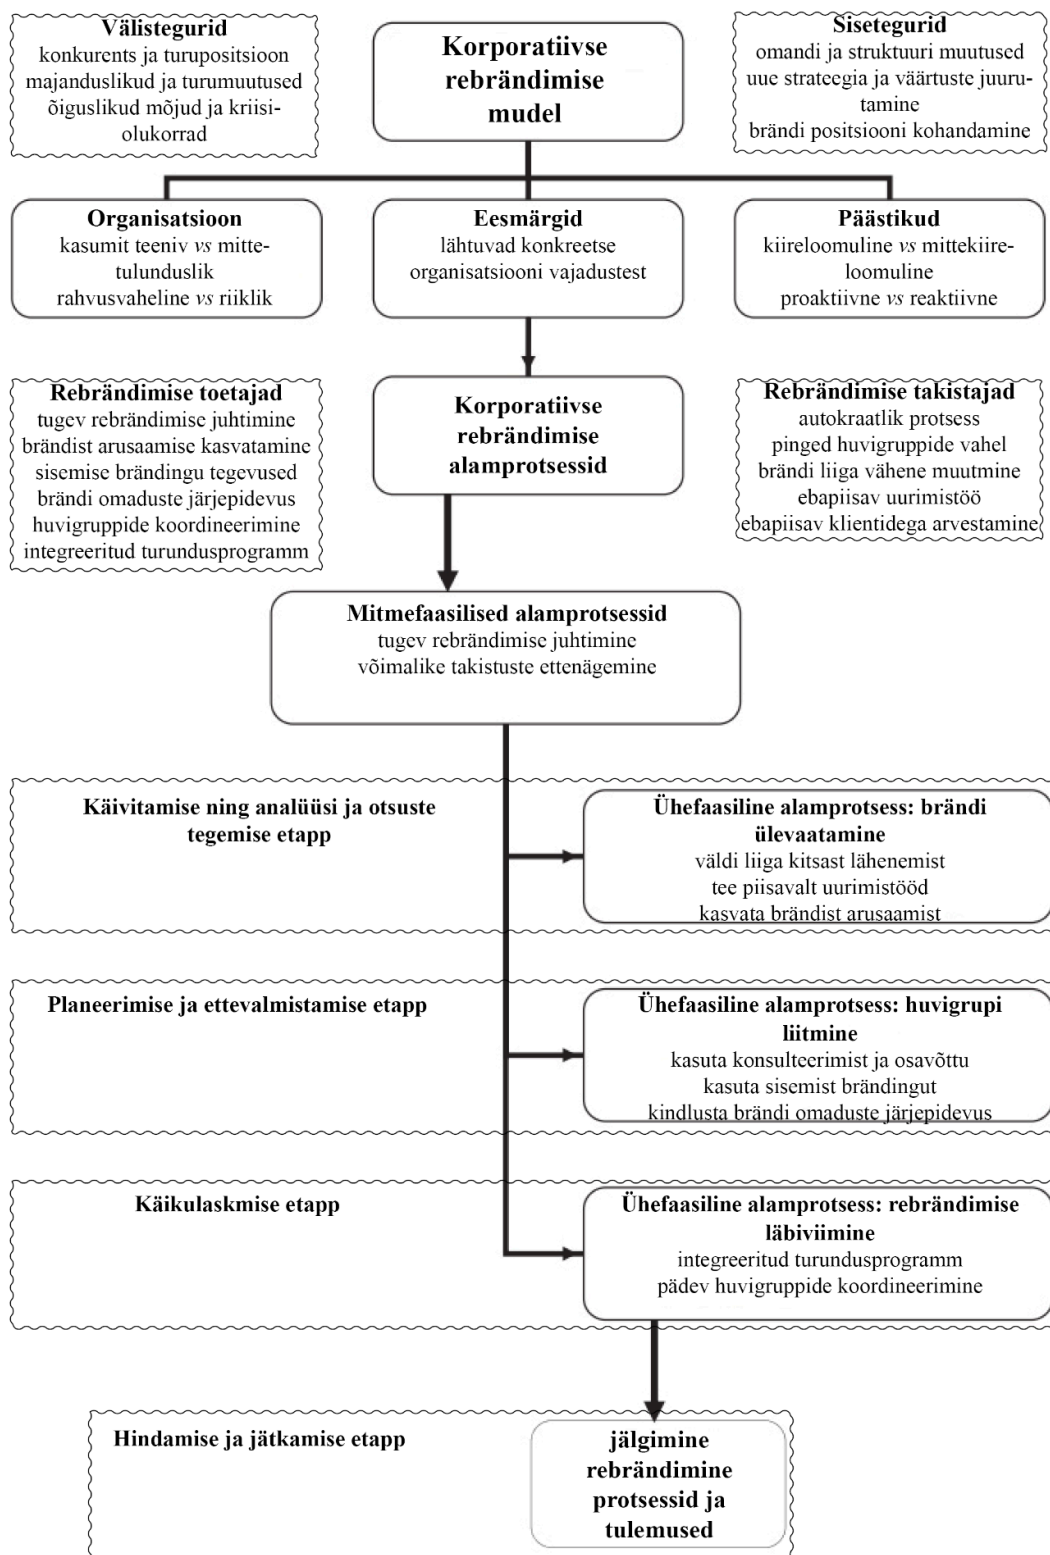 Välistegurid
konkurents ja turupositsioon
majanduslikud ja turumuutused
õiguslikud mõjud ja kriisi-
olukorrad
Korporatiivse
rebrändimise
mudel
Sisetegurid
omandi ja struktuuri muutused
uue strateegia ja väärtuste juuru-
tamine
brändi positsiooni kohandamine
Organisatsioon
kasumit teeniv vs mitte-
tulunduslik
rahvusvaheline vs riiklik
Eesmärgid
lähtuvad konkreetse
organisatsiooni vajadustest
Päästikud
kiireloomuline vs mittekiire-
loomuline
proaktiivne vs reaktiivne
Rebrändimise toetajad
tugev rebrändimise juhtimine
brändist arusaamise kasvatamine
sisemise brändingu tegevused
brändi omaduste järjepidevus
huvigruppide koordineerimine
integreeritud turundusprogramm
Korporatiivse
rebrändimise
alamprotsessid
Rebrändimise takistajad
autokraatlik protsess
pinged huvigruppide vahel
brändi liiga vähene muutmine
ebapiisav uurimistöö
ebapiisav klientidega arvestamine
Mitmefaasilised alamprotsessid
tugev rebrändimise juhtimine
võimalike takistuste ettenägemine
Käivitamise ning analüüsi ja otsuste
tegemise etapp
Ühefaasiline alamprotsess: brändi
ülevaatamine
väldi liiga kitsast lähenemist
tee piisavalt uurimistööd
kasvata brändist arusaamist
Planeerimise ja ettevalmistamise etapp
Ühefaasiline alamprotsess: huvigrupi
liitmine
kasuta konsulteerimist ja osavõttu
kasuta sisemist brändingut
kindlusta brändi omaduste järjepidevus
Käikulaskmise etapp
Ühefaasiline alamprotsess: rebrändimise
läbiviimine
integreeritud turundusprogramm
pädev huvigruppide koordineerimine
Hindamise ja jätkamise etapp
jälgimine
rebrändimine
protsessid ja
tulemused